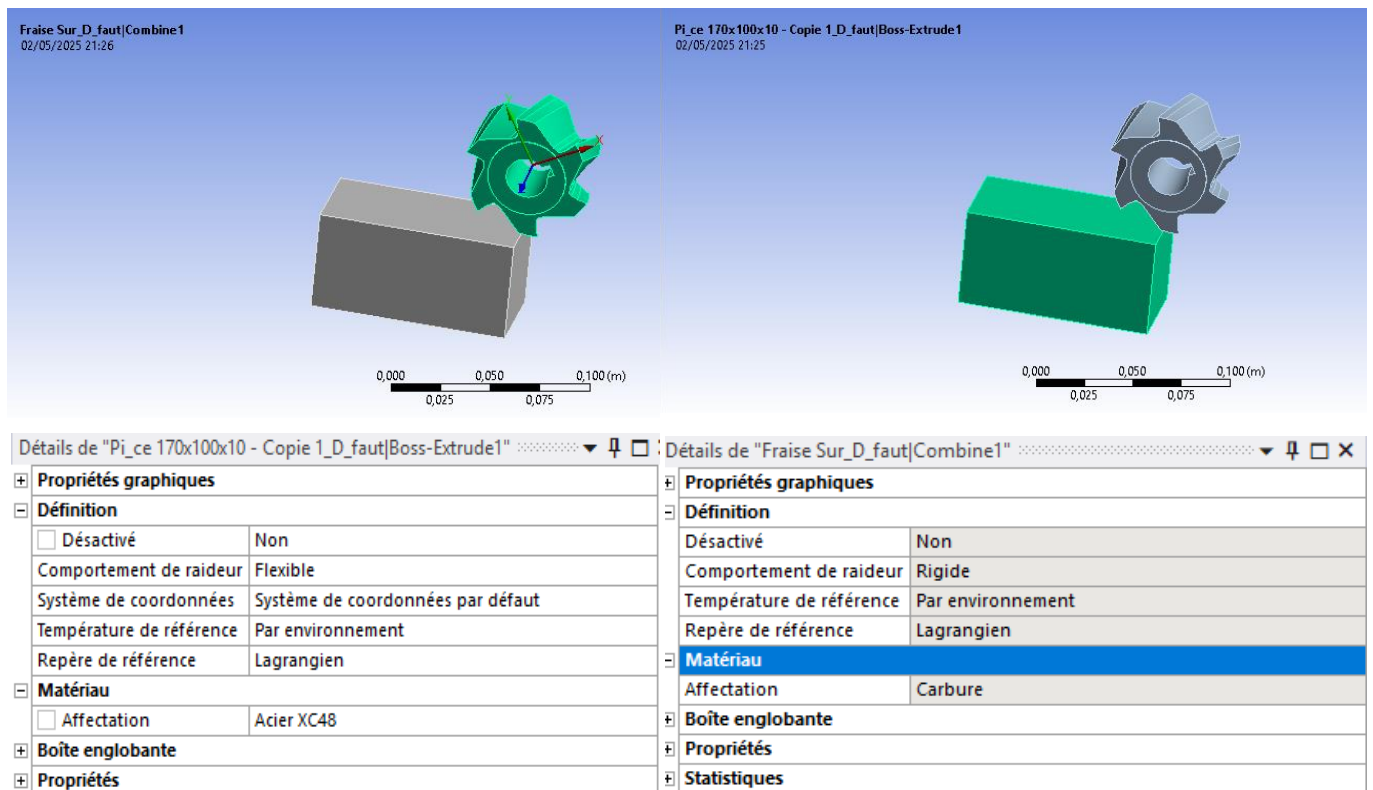 Fraise Sur_D_faut|Combine1
02/05/2025 21:26
0,000 0,050 0,100 (m)
0,025 0,075
Pi_ce 170x100x10 - Copie 1_D_faut|Boss-Extrude1
02/05/2025 21:25
0,000 0,050 0,100 (m)
0,025 0,075
Détails de "Pi_ce 170x100x10 - Copie 1_D_faut|Boss-Extrude1"
Propriétés graphiques
Définition
Désactivé Non
Comportement de raideur Flexible
Système de coordonnées Système de coordonnées par défaut
Température de référence Par environnement
Repère de référence Lagrangien
Matériau
Affectation Acier XC48
Boîte englobante
Propriétés
Détails de "Fraise Sur_D_faut|Combine1"
Propriétés graphiques
Définition
Désactivé Non
Comportement de raideur Rigide
Température de référence Par environnement
Repère de référence Lagrangien
Matériau
Affectation Carbure
Boîte englobante
Propriétés
Statistiques